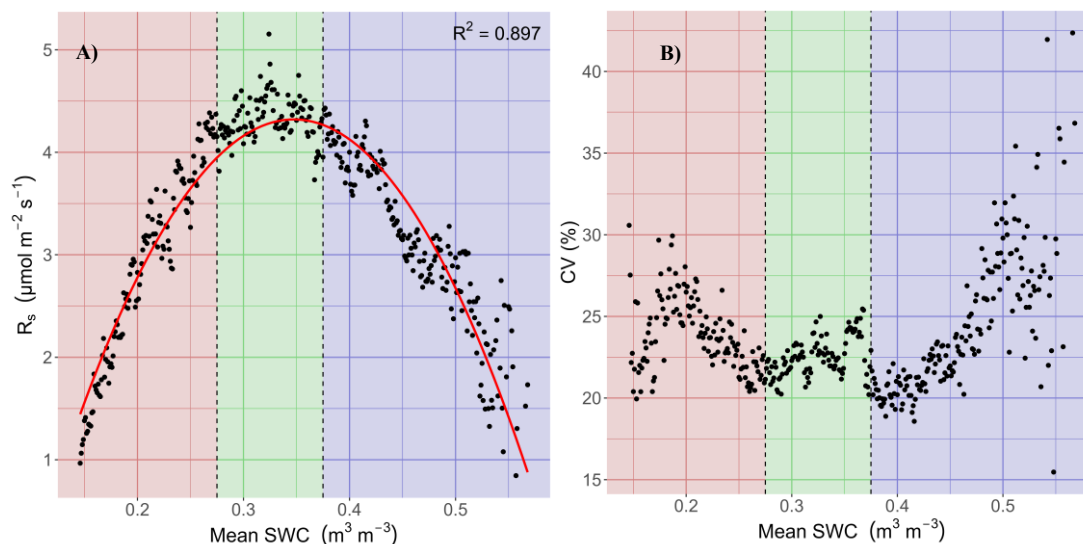 A)
R² = 0.897
5
4
3
2
1
Rₛ (μmol m⁻² s⁻¹)
0.2 0.3 0.4 0.5
Mean SWC (m³ m⁻³)
B)
40
35
30
25
20
15
CV (%)
0.2 0.3 0.4 0.5
Mean SWC (m³ m⁻³)